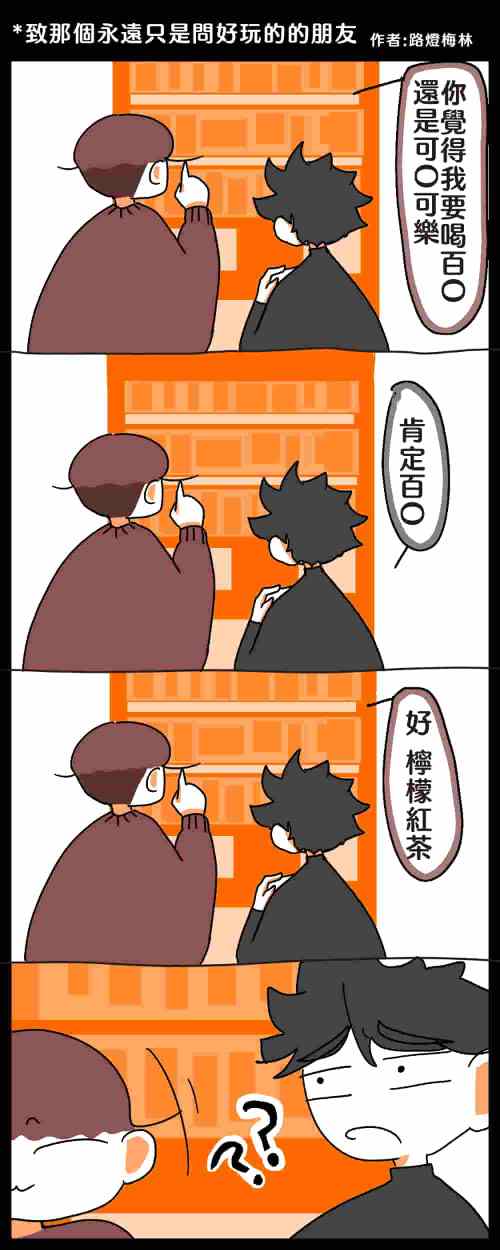 *致那個永遠只是問好玩的的朋友
作者:路燈梅林
你覺得我要喝百〇
還是可〇可樂
肯定百〇
好 檸檬紅茶
??